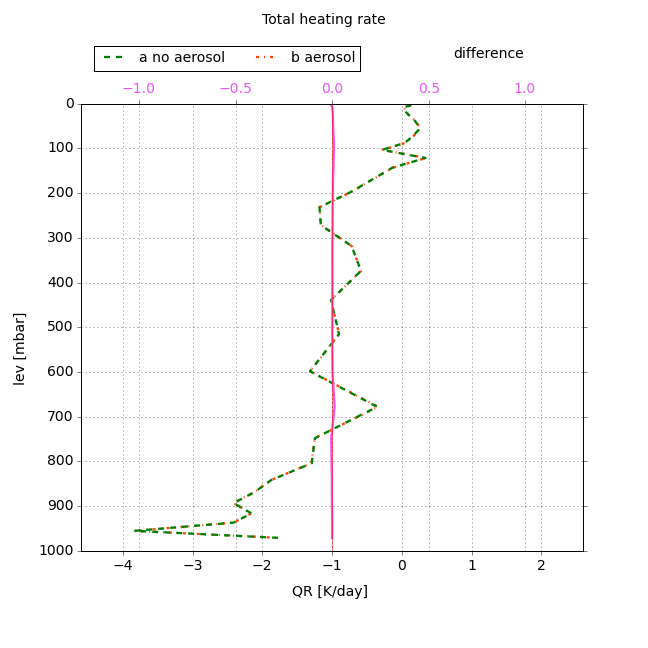 Total heating rate
a no aerosol b aerosol difference
−1.0 −0.5 0.0 0.5 1.0
0
100
200
300
400
500
600
700
800
900
1000
lev [mbar]
−4 −3 −2 −1 0 1 2
QR [K/day]